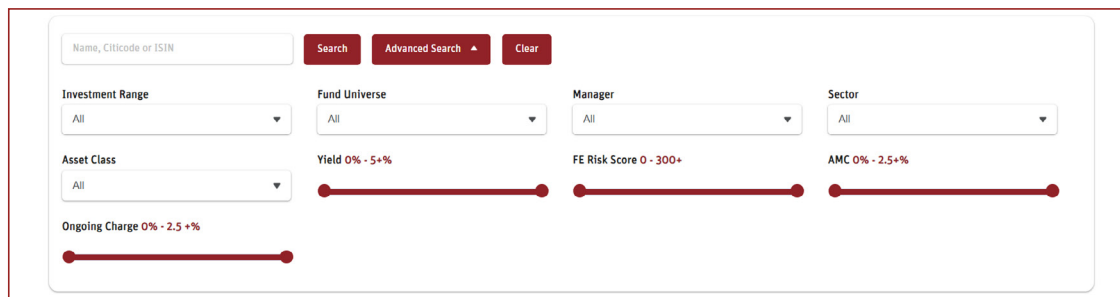 Name, Citicode or ISIN Search Advanced Search Clear
Investment Range Fund Universe Manager Sector
All All All All
Asset Class Yield 0% - 5+% FE Risk Score 0 - 300+ AMC 0% - 2.5+%
All
Ongoing Charge 0% - 2.5 +%